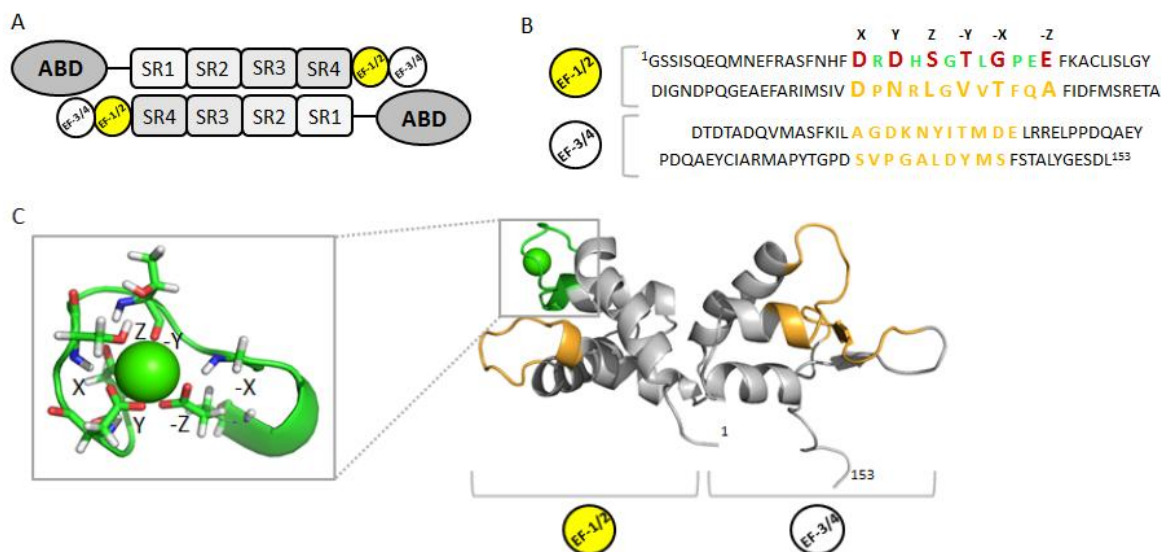 A
ABD SR1 SR2 SR3 SR4 EF-1/2 EF-3/4
EF-3/4 EF-1/2 SR4 SR3 SR2 SR1 ABD
B
X Y Z -Y -X -Z
EF-1/2
1GSSISQEQMNEFRASFNHF D R D H S G T L G P E E FKACLISLGY
DIGNDPQGEAEFARIMSIV D P N R L G V V T F Q A FIDFMSRETA
EF-3/4
DTDTADQVMASFKIL A G D K N Y I T M D E LRRELPPDQAEY
PDQAEYCIARMAPYTGPD S V P G A L D Y M S FSTALYGESDL153
C
Z -Y
X -X
Y -Z
1
153
EF-1/2 EF-3/4